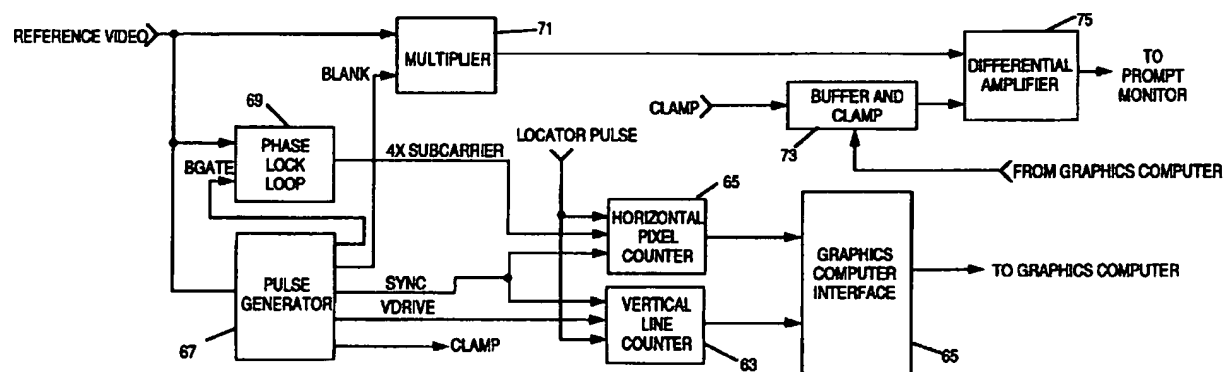 REFERENCE VIDEO
71
MULTIPLIER
BLANK
75
DIFFERENTIAL
AMPLIFIER
TO
PROMPT
MONITOR
CLAMP
BUFFER AND
CLAMP
73
FROM GRAPHICS COMPUTER
69
PHASE
LOCK
LOOP
BGATE
4X SUBCARRIER
LOCATOR PULSE
65
HORIZONTAL
PIXEL
COUNTER
GRAPHICS
COMPUTER
INTERFACE
TO GRAPHICS COMPUTER
65
PULSE
GENERATOR
67
SYNC
VDRIVE
CLAMP
VERTICAL
LINE
COUNTER
63